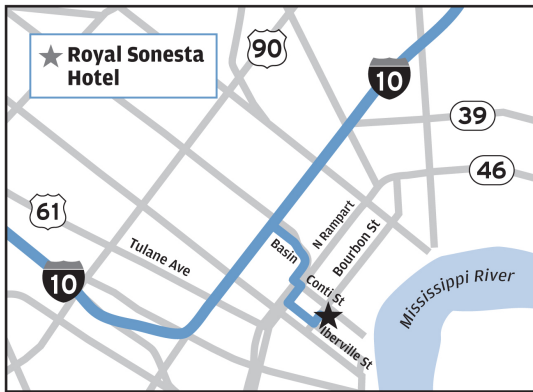 Royal Sonesta
Hotel
90
10
39
46
61
Tulane Ave
N Rampart
Basin
Bourbon St
Conti St
10
Mississippi River
Iberville St